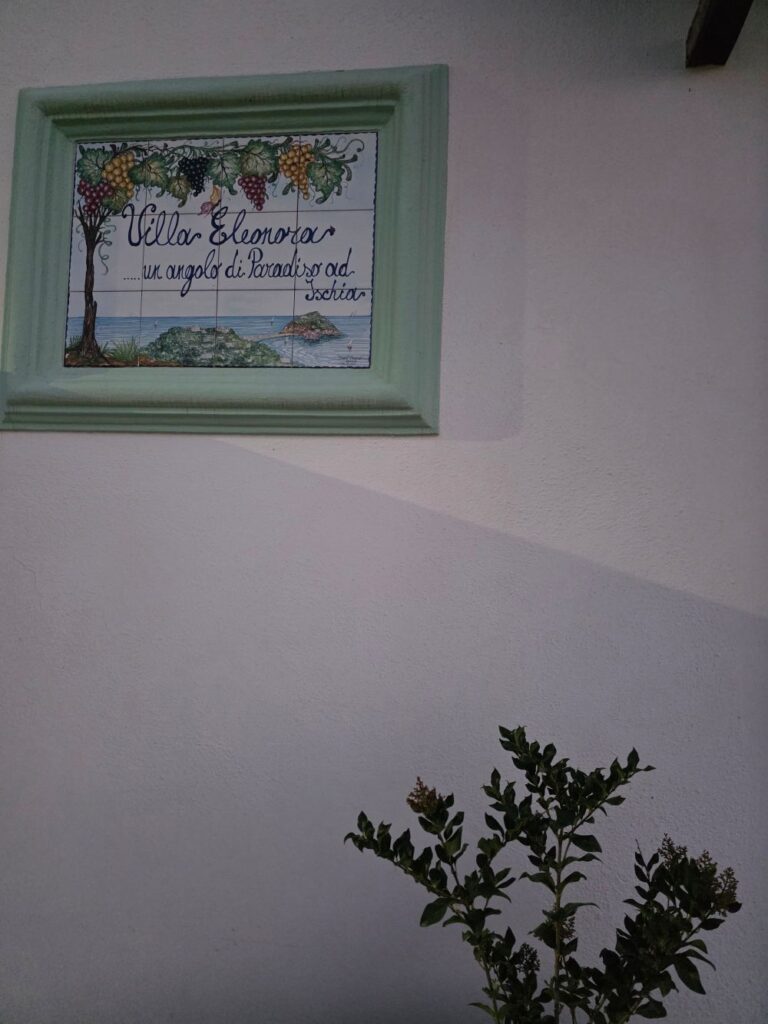 Villa Eleonora
.....un angolo di Paradiso ad
Ischia